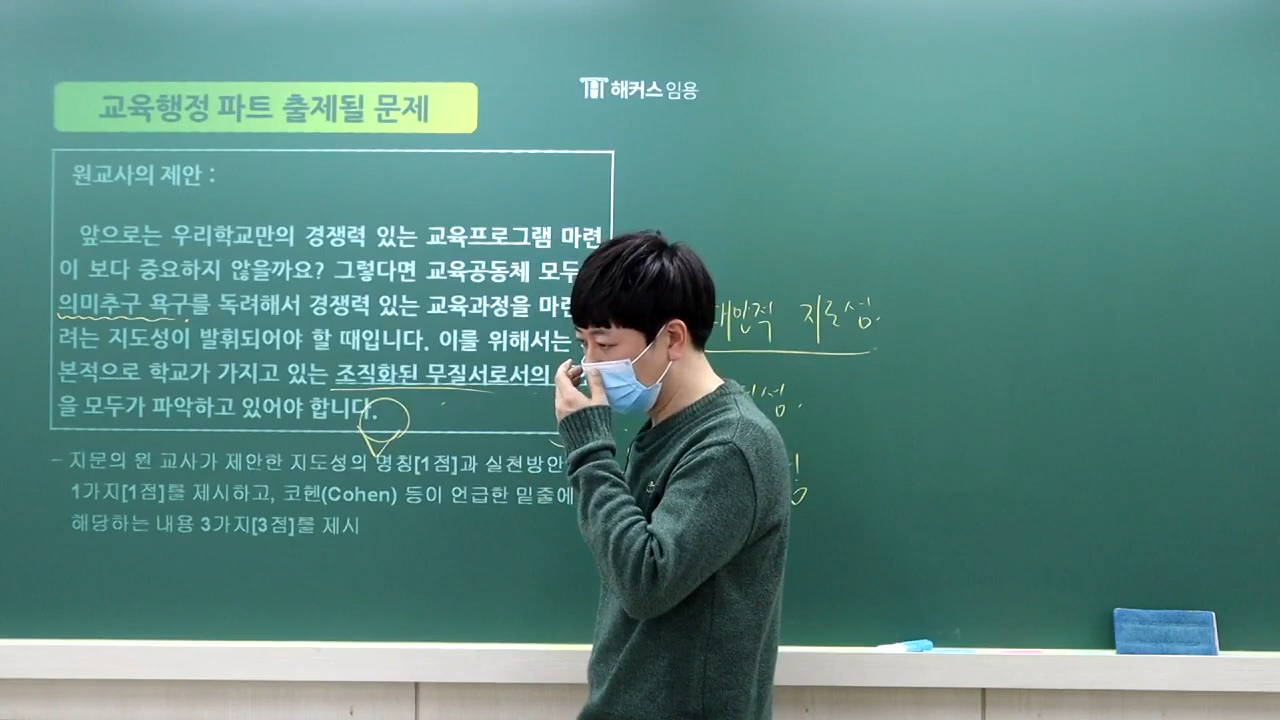 교육행정 파트 출제될 문제
해커스 임용
원교사의 제안 :
앞으로는 우리학교만의 경쟁력 있는 교육프로그램 마련
이 보다 중요하지 않을까요? 그렇다면 교육공동체 모두
의미추구 욕구를 독려해서 경쟁력 있는 교육과정을
려는 지도성이 발휘되어야 할 때입니다. 이를 위해서는
본적으로 학교가 가지고 있는 조직화된 무질서로서의
을 모두가 파악하고 있어야 합니다.
– 지문의 원 교사가 제안한 지도성의 명칭[1점]과 실천방안
1가지[1점]를 제시하고, 코헨(Cohen) 등이 언급한 밑줄에
해당하는 내용 3가지[3점]를 제시
지도성.